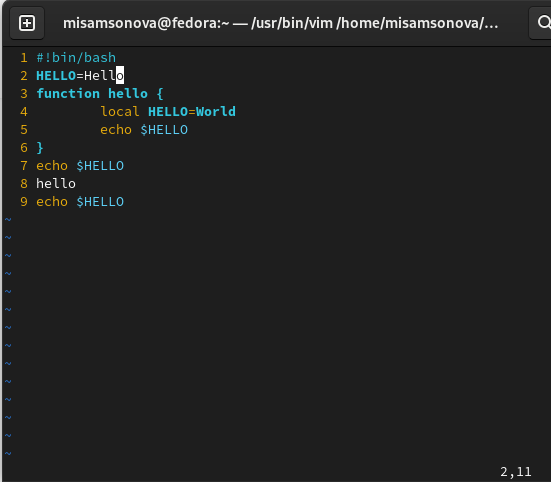 misamsonova@fedora:~ — /usr/bin/vim /home/misamsonova/…
1 #!bin/bash
2 HELLO=Hello
3 function hello {
4         local HELLO=World
5         echo $HELLO
6 }
7 echo $HELLO
8 hello
9 echo $HELLO
~
~
~
~
~
~
~
~
~
~
~
~
~
~
2,11